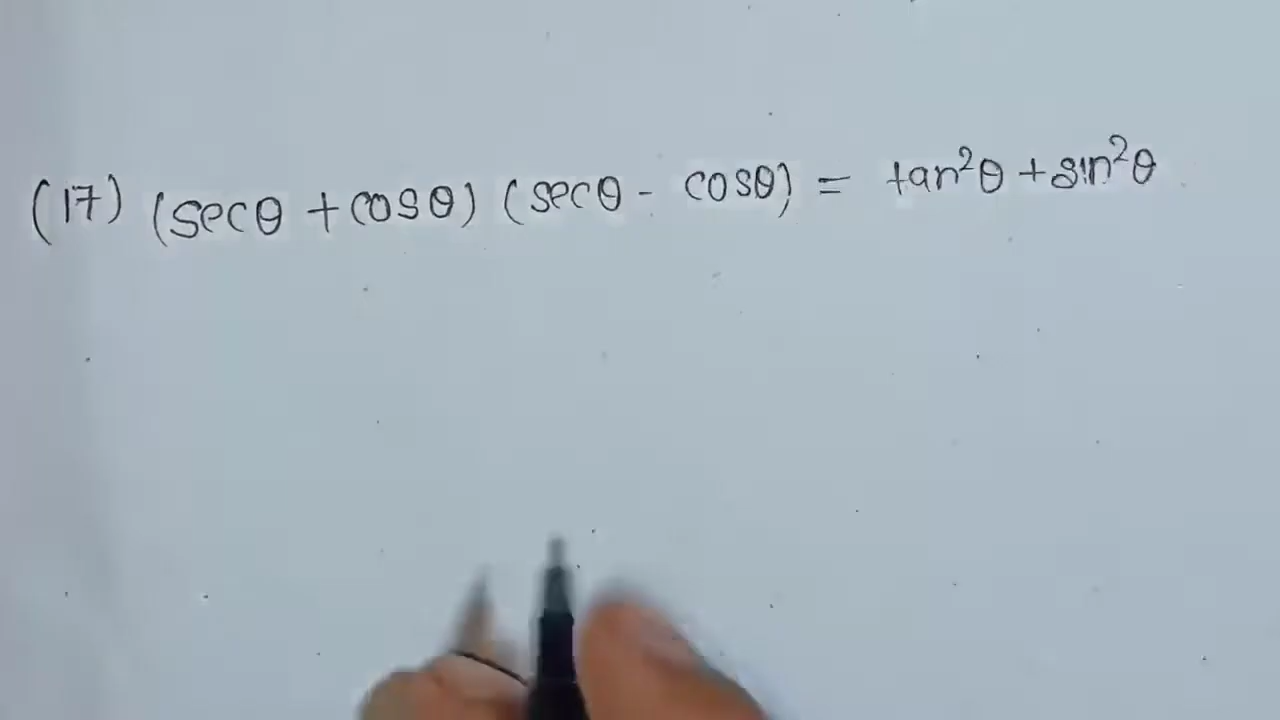 (17) (secθ + cosθ) (secθ - cosθ) = tan²θ + sin²θ